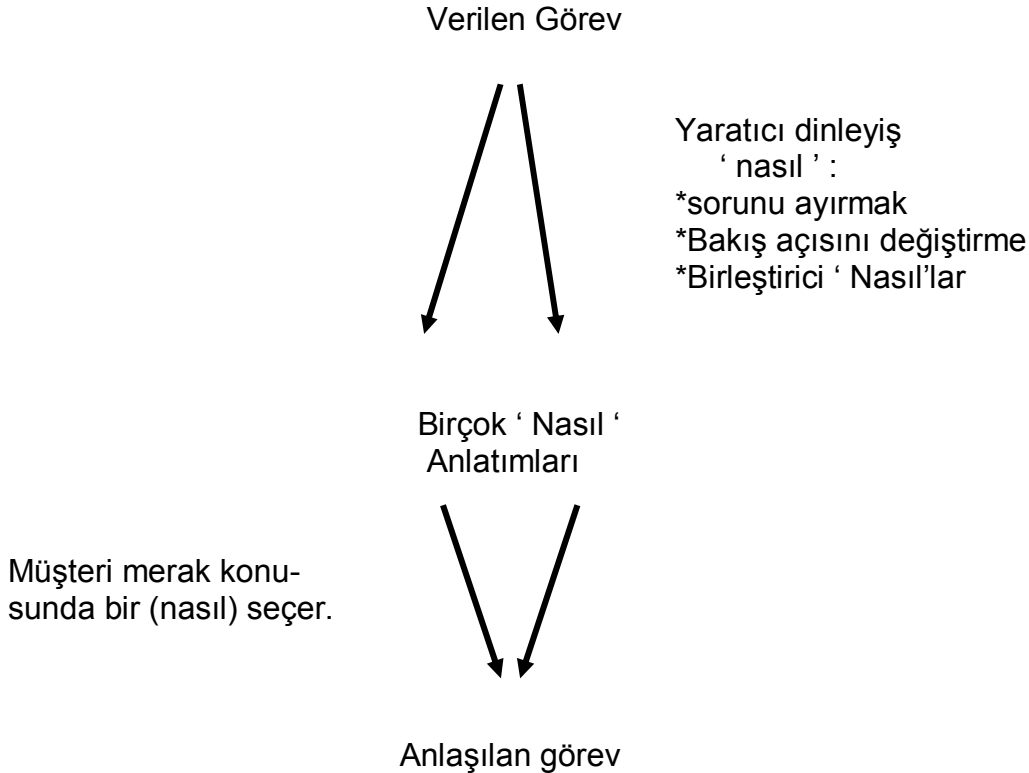 Verilen Görev
Yaratıcı dinleyiş
‘ nasıl ’ :
*sorunu ayırmak
*Bakış açısını değiştirme
*Birleştirici ‘ Nasıl’lar
Birçok ‘ Nasıl ‘
Anlatımları
Müşteri merak konu-
sunda bir (nasıl) seçer.
Anlaşılan görev